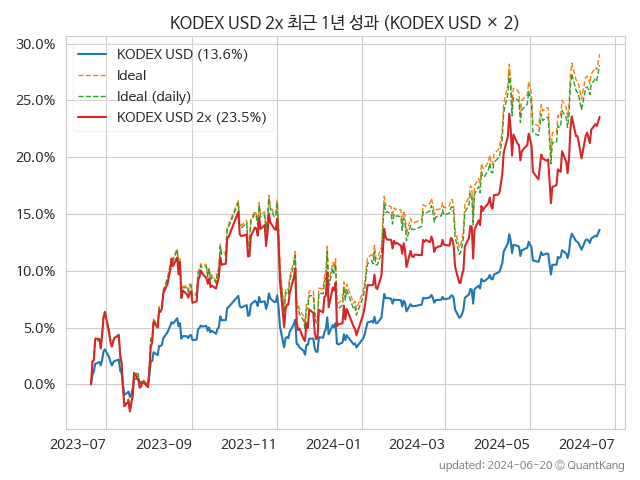 KODEX USD 2x 최근 1년 성과 (KODEX USD × 2)
30.0%
25.0%
20.0%
15.0%
10.0%
5.0%
0.0%
KODEX USD (13.6%)
Ideal
Ideal (daily)
KODEX USD 2x (23.5%)
2023-07 2023-09 2023-11 2024-01 2024-03 2024-05 2024-07
updated: 2024-06-20 © QuantKang